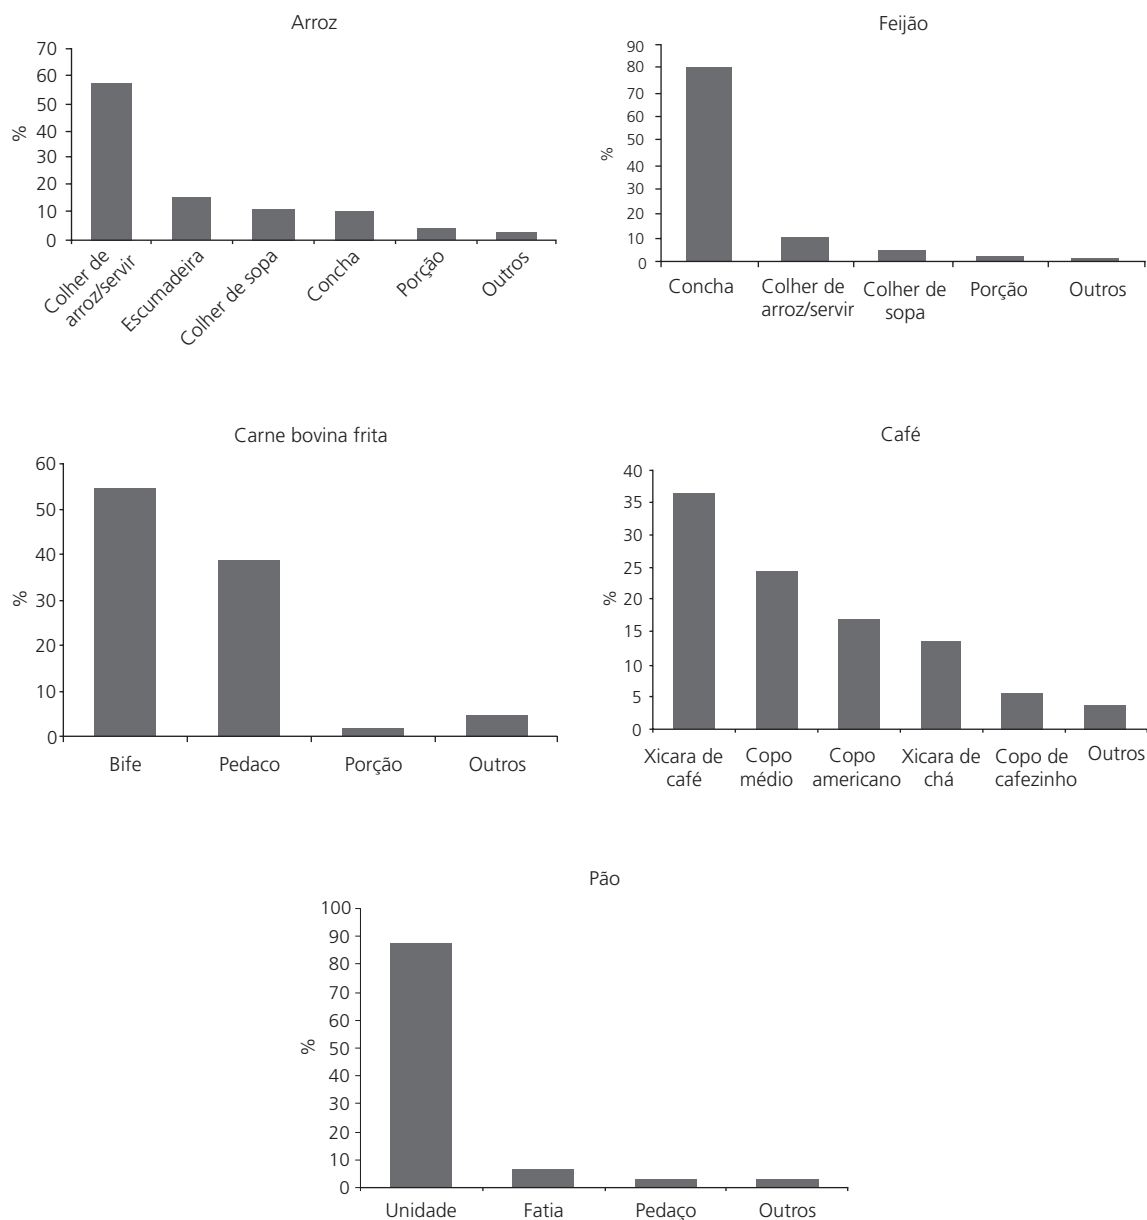 Arroz
70
60
50
40
30
20
10
0
%
Colher de
arroz/servir
Escumadeira
Colher de sopa
Concha
Porção
Outros
Feijão
90
80
70
60
50
40
30
20
10
0
%
Concha
Colher de
arroz/servir
Colher de
sopa
Porção
Outros
Carne bovina frita
60
50
40
30
20
10
0
%
Bife
Pedaco
Porção
Outros
Café
40
35
30
25
20
15
10
5
0
%
Xicara de
café
Copo
médio
Copo
americano
Xicara de
chá
Copo de
cafezinho
Outros
Pão
100
90
80
70
60
50
40
30
20
10
0
%
Unidade
Fatia
Pedaço
Outros